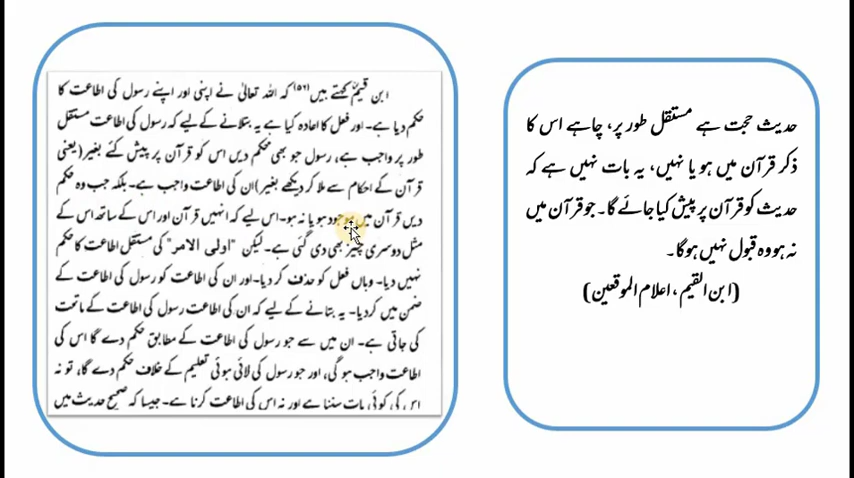 ابن قیمؒ کہتے ہیں(۵۶) کہ اللہ تعالیٰ نے اپنی اور اپنے رسول کی اطاعت کا
حکم دیا ہے۔ اور فعل کا اعادہ کیا ہے یہ بتلانے کے لیے کہ رسول کی اطاعت مستقل
طور پر واجب ہے، رسول جو بھی حکم دیں اس کو قرآن پر پیش کئے بغیر (یعنی
قرآن کے احکام سے ملا کر دیکھے بغیر) ان کی اطاعت واجب ہے۔ بلکہ جب وہ حکم
دیں قرآن میں موجود ہو یا نہ ہو۔ اس لیے کہ انہیں قرآن اور اس کے ساتھ اس کے
مثل دوسری چیز بھی دی گئی ہے۔ لیکن "اولی الامر" کی مستقل اطاعت کا حکم
نہیں دیا۔ وہاں فعل کو حذف کر دیا۔ اور ان کی اطاعت کو رسول کی اطاعت کے
ضمن میں کردیا۔ یہ بتانے کے لیے کہ ان کی اطاعت رسول کی اطاعت کے ماتحت
کی جاتی ہے۔ ان میں سے جو رسول کی اطاعت کے مطابق حکم دے گا اس کی
اطاعت واجب ہو گی، اور جو رسول کی لائی ہوئی تعلیم کے خلاف حکم دے گا، تو نہ
اس کی کوئی بات سننا ہے اور نہ اس کی اطاعت کرنا ہے۔ جیسا کہ صحیح حدیث میں
حدیث حجت ہے مستقل طور پر، چاہے اس کا
ذکر قرآن میں ہو یا نہیں، یہ بات نہیں ہے کہ
حدیث کو قرآن پر پیش کیا جائے گا۔ جو قرآن میں
نہ ہو وہ قبول نہیں ہوگا۔
(ابن القیم، اعلام الموقعین)